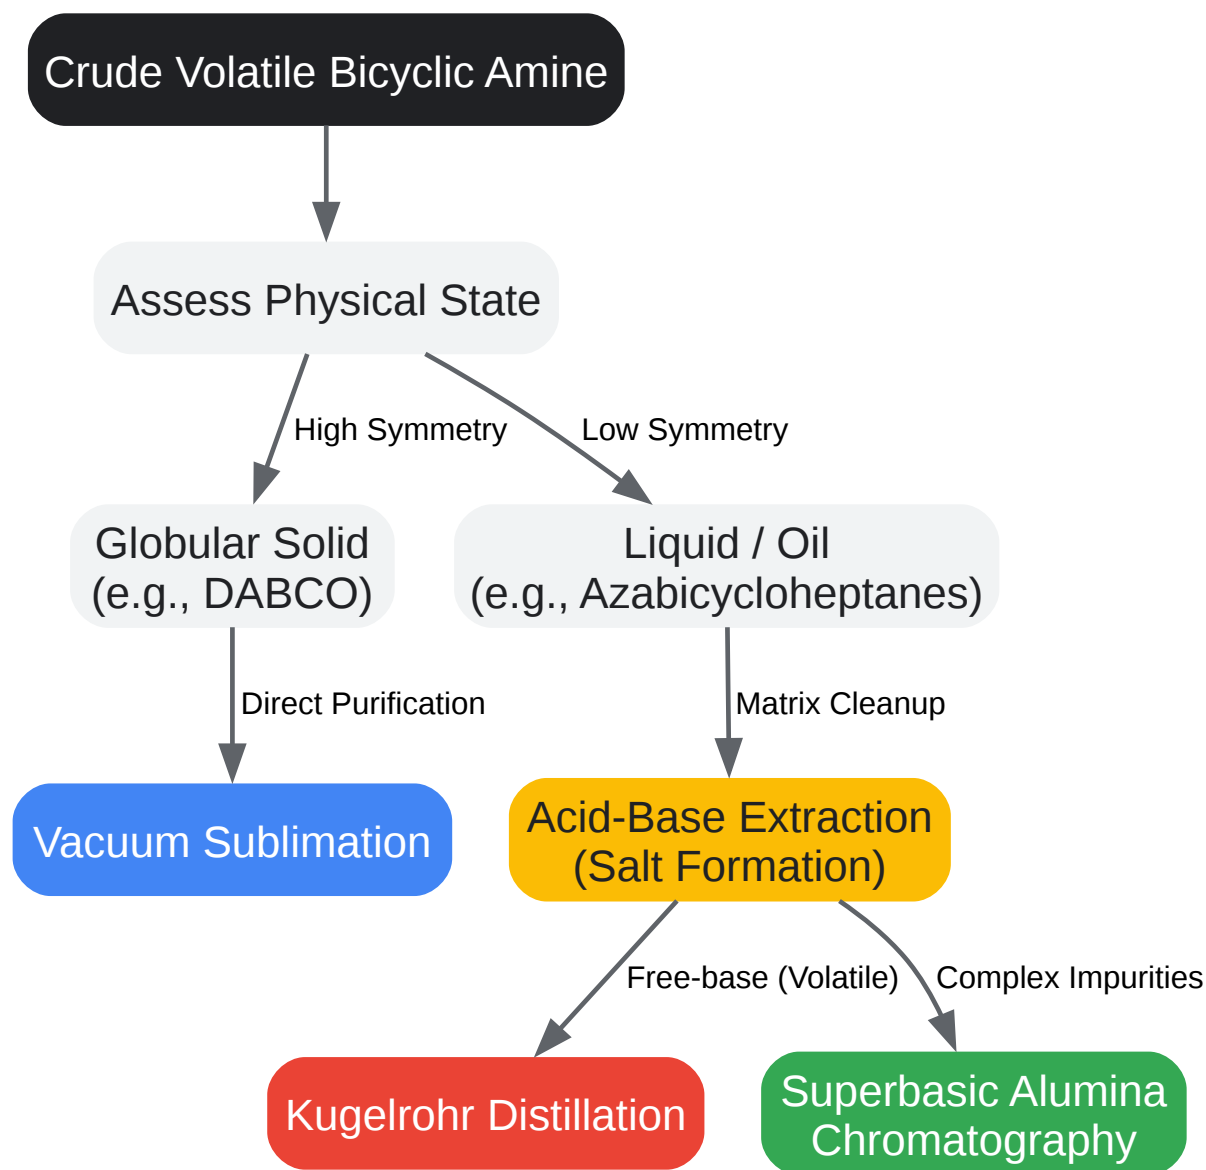 Crude Volatile Bicyclic Amine
Assess Physical State
High Symmetry
Low Symmetry
Globular Solid
(e.g., DABCO)
Liquid / Oil
(e.g., Azabicycloheptanes)
Direct Purification
Matrix Cleanup
Vacuum Sublimation
Acid-Base Extraction
(Salt Formation)
Free-base (Volatile)
Complex Impurities
Kugelrohr Distillation
Superbasic Alumina
Chromatography